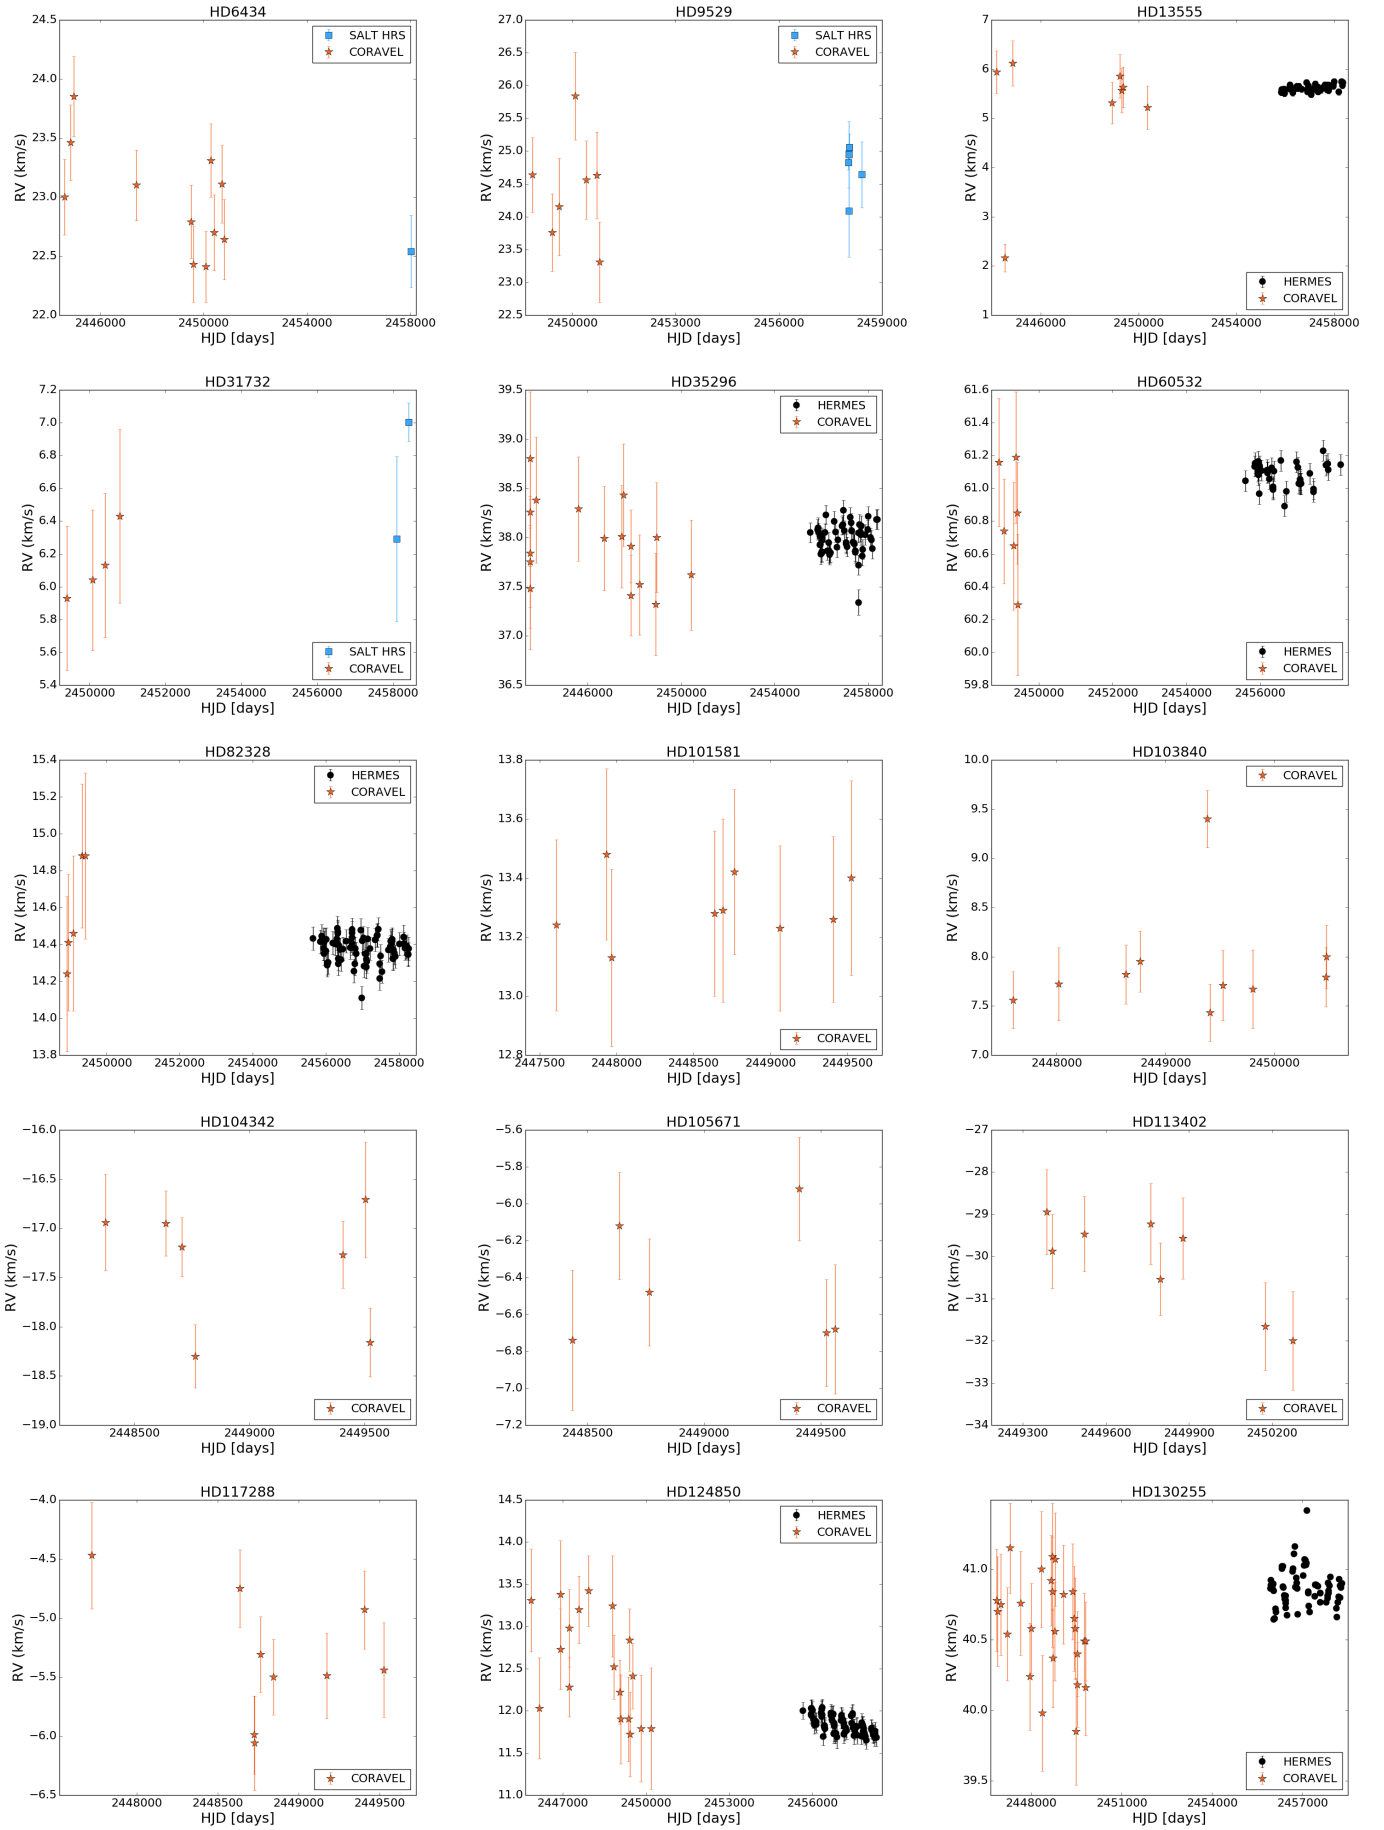 HD6434
24.5
24.0
23.5
23.0
22.5
22.0
RV (km/s)
SALT HRS
CORAVEL
2446000 2450000 2454000 2458000
HJD [days]
HD9529
27.0
26.5
26.0
25.5
25.0
24.5
24.0
23.5
23.0
22.5
RV (km/s)
SALT HRS
CORAVEL
2450000 2453000 2456000 2459000
HJD [days]
HD13555
7
6
5
4
3
2
1
RV (km/s)
HERMES
CORAVEL
2446000 2450000 2454000 2458000
HJD [days]
HD31732
7.2
7.0
6.8
6.6
6.4
6.2
6.0
5.8
5.6
5.4
RV (km/s)
SALT HRS
CORAVEL
2450000 2452000 2454000 2456000 2458000
HJD [days]
HD35296
39.5
39.0
38.5
38.0
37.5
37.0
36.5
RV (km/s)
HERMES
CORAVEL
2446000 2450000 2454000 2458000
HJD [days]
HD60532
61.6
61.4
61.2
61.0
60.8
60.6
60.4
60.2
60.0
59.8
RV (km/s)
HERMES
CORAVEL
2450000 2452000 2454000 2456000
HJD [days]
HD82328
15.4
15.2
15.0
14.8
14.6
14.4
14.2
14.0
13.8
RV (km/s)
HERMES
CORAVEL
2450000 2452000 2454000 2456000 2458000
HJD [days]
HD101581
13.8
13.6
13.4
13.2
13.0
12.8
RV (km/s)
CORAVEL
2447500 2448000 2448500 2449000 2449500
HJD [days]
HD103840
10.0
9.5
9.0
8.5
8.0
7.5
7.0
RV (km/s)
CORAVEL
2448000 2449000 2450000
HJD [days]
HD104342
−16.0
−16.5
−17.0
−17.5
−18.0
−18.5
−19.0
RV (km/s)
CORAVEL
2448500 2449000 2449500
HJD [days]
HD105671
−5.6
−5.8
−6.0
−6.2
−6.4
−6.6
−6.8
−7.0
−7.2
RV (km/s)
CORAVEL
2448500 2449000 2449500
HJD [days]
HD113402
−27
−28
−29
−30
−31
−32
−33
−34
RV (km/s)
CORAVEL
2449300 2449600 2449900 2450200
HJD [days]
HD117288
−4.0
−4.5
−5.0
−5.5
−6.0
−6.5
RV (km/s)
CORAVEL
2448000 2448500 2449000 2449500
HJD [days]
HD124850
14.5
14.0
13.5
13.0
12.5
12.0
11.5
11.0
RV (km/s)
HERMES
CORAVEL
2447000 2450000 2453000 2456000
HJD [days]
HD130255
41.0
40.5
40.0
39.5
RV (km/s)
HERMES
CORAVEL
2448000 2451000 2454000 2457000
HJD [days]